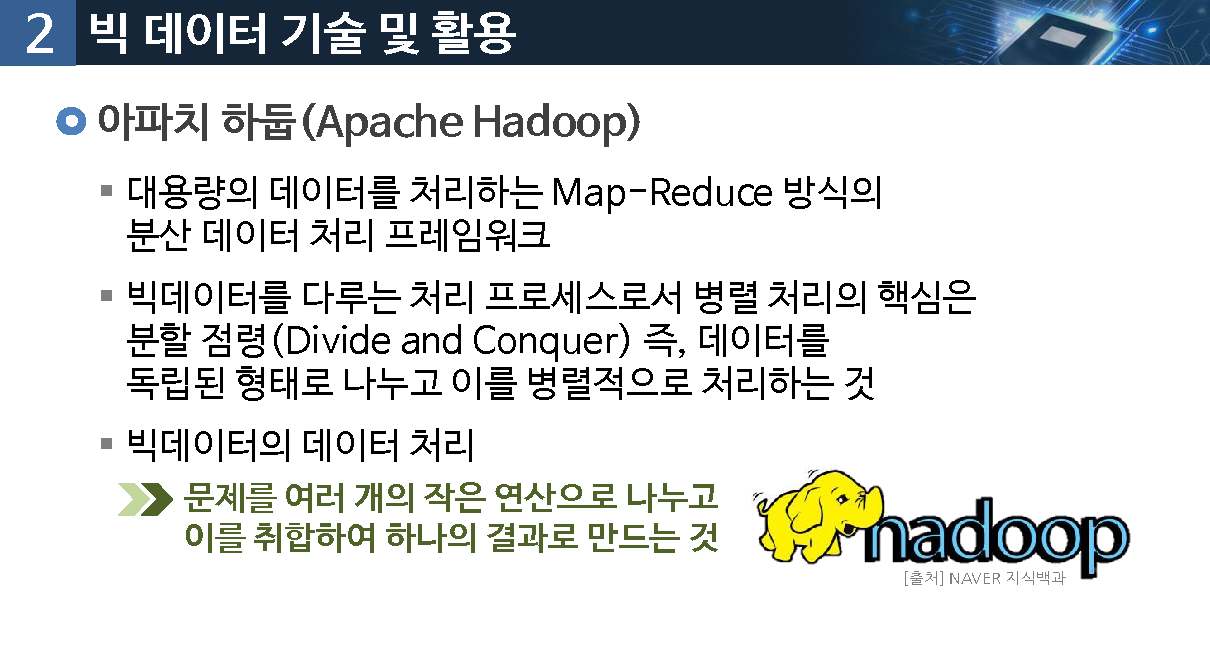 2 빅 데이터 기술 및 활용
아파치 하둡(Apache Hadoop)
대용량의 데이터를 처리하는 Map-Reduce 방식의
분산 데이터 처리 프레임워크
빅데이터를 다루는 처리 프로세스로서 병렬 처리의 핵심은
분할 점령(Divide and Conquer) 즉, 데이터를
독립된 형태로 나누고 이를 병렬적으로 처리하는 것
빅데이터의 데이터 처리
문제를 여러 개의 작은 연산으로 나누고
이를 취합하여 하나의 결과로 만드는 것
hadoop
[출처] NAVER 지식백과